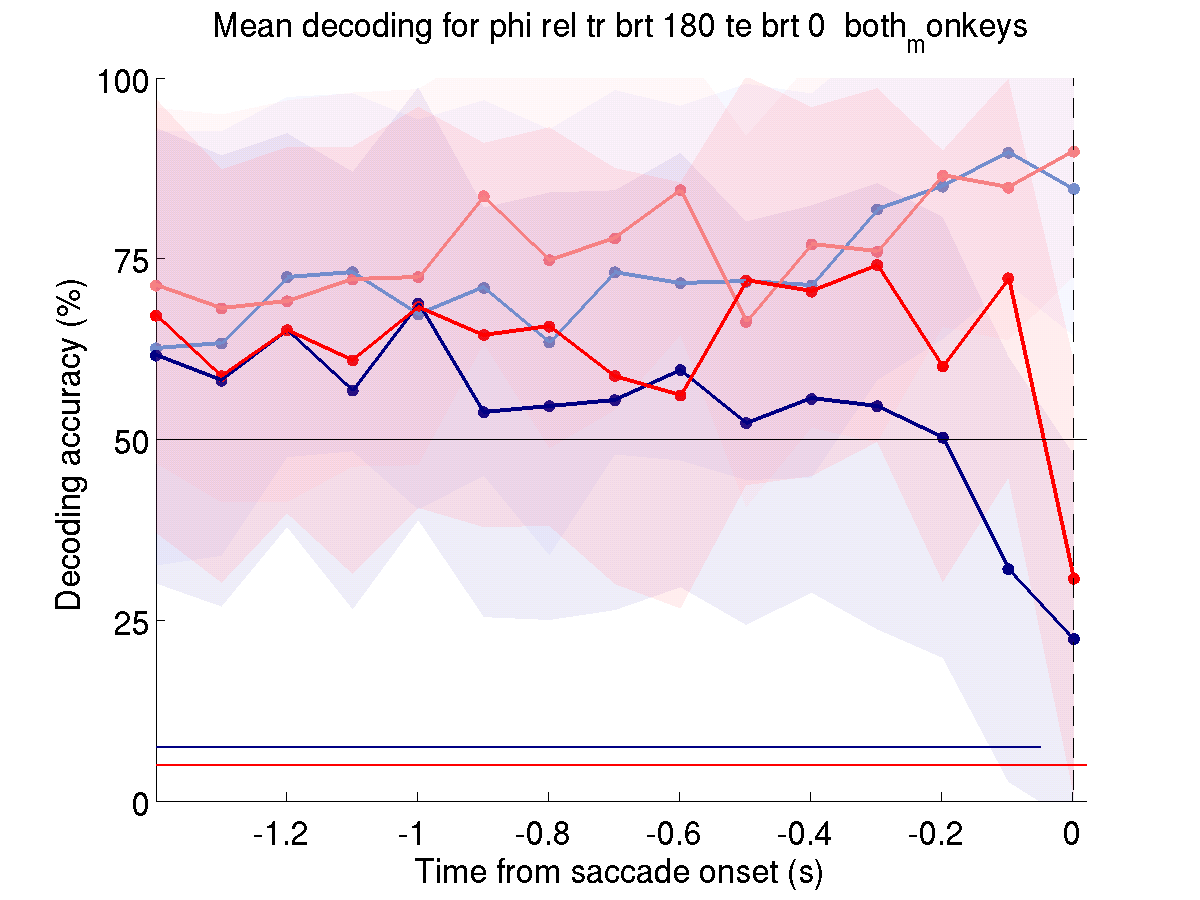 Mean decoding for phi rel tr brt 180 te brt 0 both_monkeys
100
75
50
25
0
Decoding accuracy (%)
-1.2 -1 -0.8 -0.6 -0.4 -0.2 0
Time from saccade onset (s)